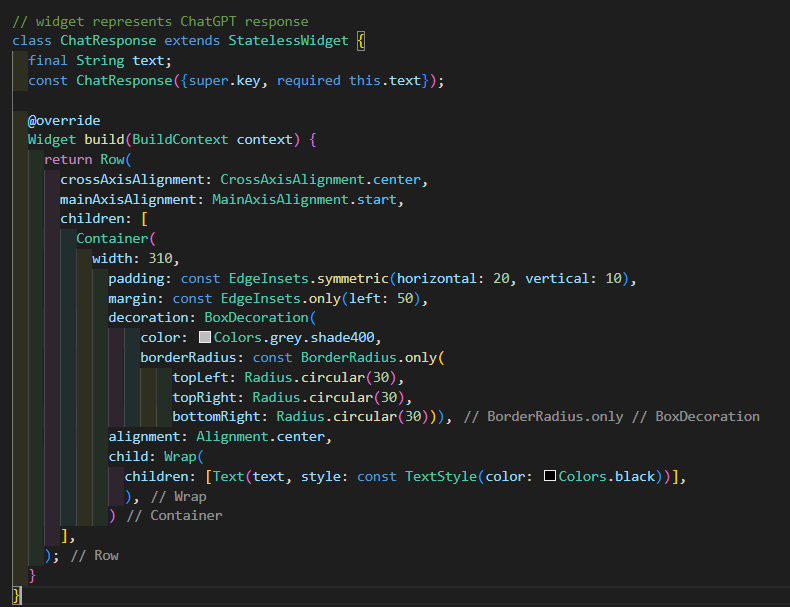 // widget represents ChatGPT response
class ChatResponse extends StatelessWidget {
  final String text;
  const ChatResponse({super.key, required this.text});

  @override
  Widget build(BuildContext context) {
    return Row(
      crossAxisAlignment: CrossAxisAlignment.center,
      mainAxisAlignment: MainAxisAlignment.start,
      children: [
        Container(
          width: 310,
            padding: const EdgeInsets.symmetric(horizontal: 20, vertical: 10),
            margin: const EdgeInsets.only(left: 50),
            decoration: BoxDecoration(
                color: Colors.grey.shade400,
                borderRadius: const BorderRadius.only(
                    topLeft: Radius.circular(30),
                    topRight: Radius.circular(30),
                    bottomRight: Radius.circular(30))), // BorderRadius.only // BoxDecoration
            alignment: Alignment.center,
            child: Wrap(
              children: [Text(text, style: const TextStyle(color: Colors.black))],
              ), // Wrap
            ) // Container
      ],
    ); // Row
  }
}